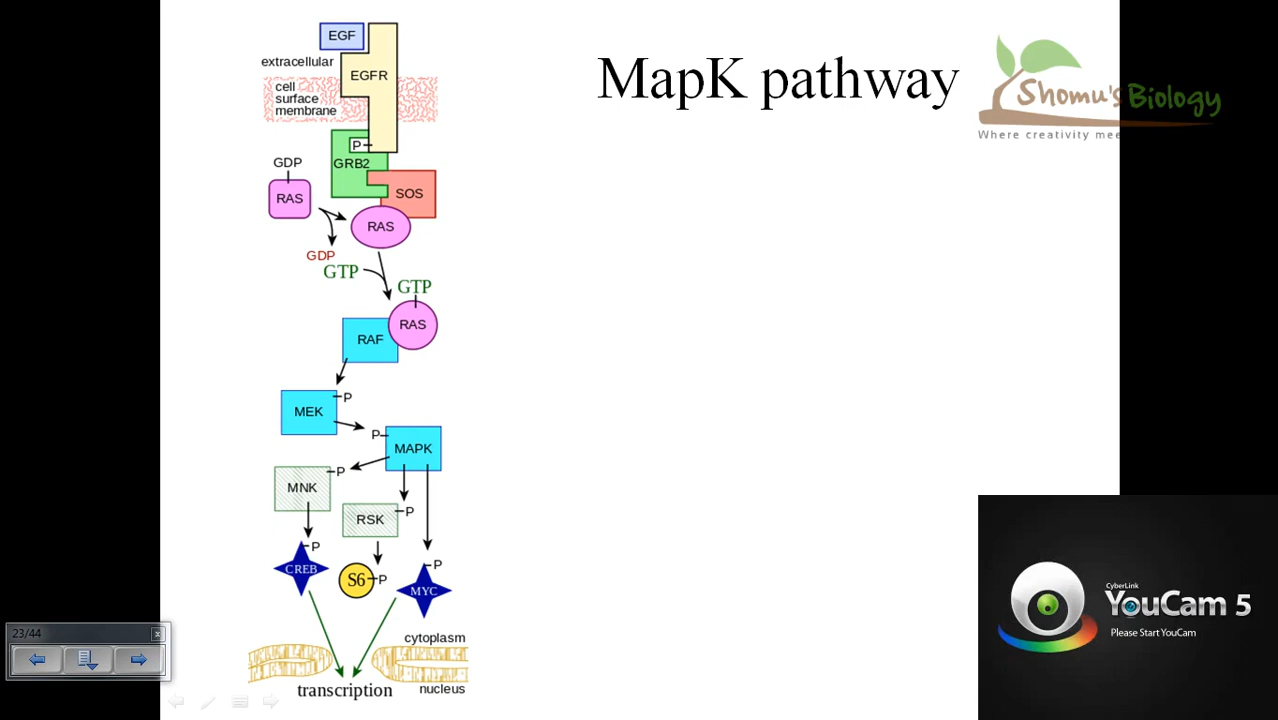 MapK pathway
Shomu's Biology
Where creativity mee
EGF
extracellular
EGFR
cell
surface
membrane
P
GRB2
GDP
RAS
SOS
RAS
GDP
GTP
GTP
RAS
RAF
P
MEK
P
MAPK
P
MNK
P
RSK
P
CREB
S6
P
P
MYC
cytoplasm
transcription
nucleus
23/44
x
CyberLink
YouCam 5
Please Start YouCam